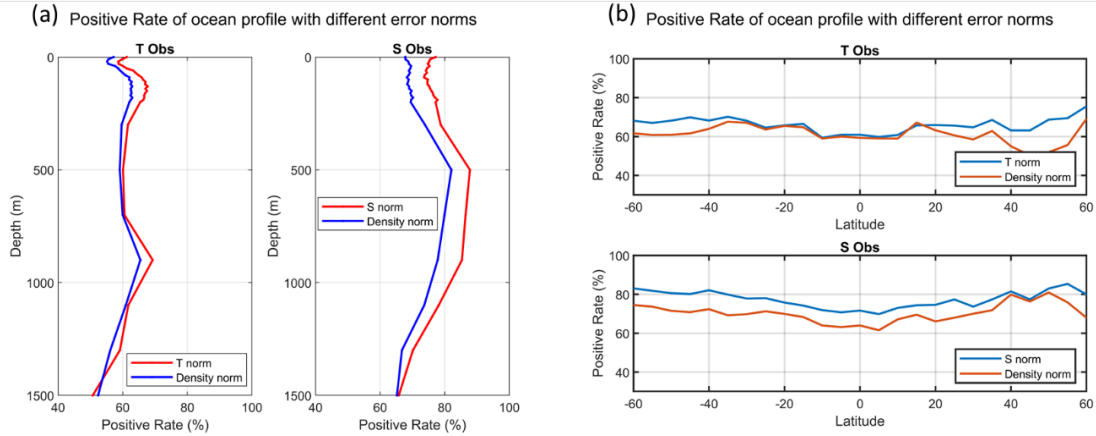 (a) Positive Rate of ocean profile with different error norms
T Obs
0
500
1000
1500
Depth (m)
40 60 80 100
Positive Rate (%)
T norm
Density norm
S Obs
0
500
1000
1500
Depth (m)
40 60 80 100
Positive Rate (%)
S norm
Density norm
(b) Positive Rate of ocean profile with different error norms
T Obs
100
80
60
40
Positive Rate (%)
-60 -40 -20 0 20 40 60
Latitude
T norm
Density norm
S Obs
100
80
60
40
Positive Rate (%)
-60 -40 -20 0 20 40 60
Latitude
S norm
Density norm